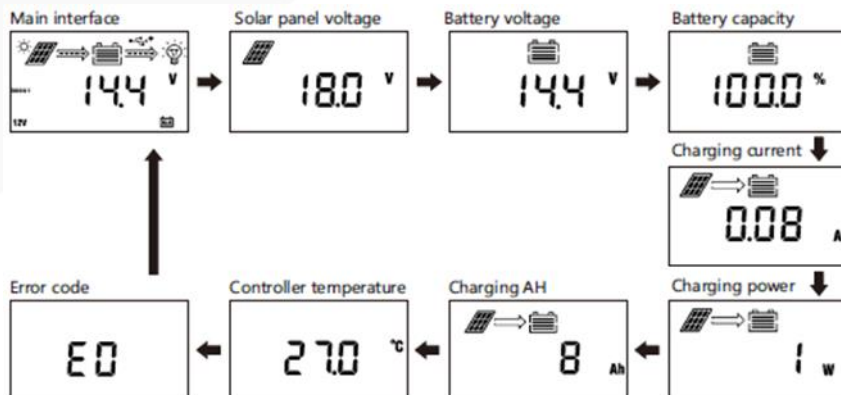 Main interface
14.4 V
12V
Solar panel voltage
18.0 V
Battery voltage
14.4 V
Battery capacity
100.0 %
Charging current
0.08 A
Charging power
1 W
Charging AH
8 Ah
Controller temperature
27.0 °C
Error code
E0